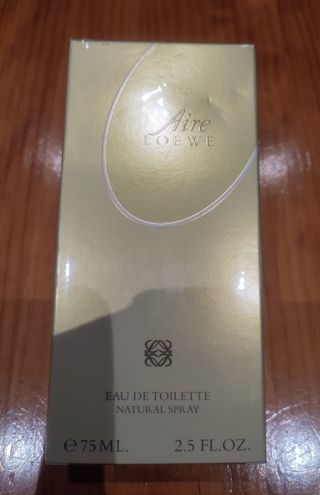 Aire
LOEWE
EAU DE TOILETTE
NATURAL SPRAY
℮ 75 ML. 2.5 FL.OZ.